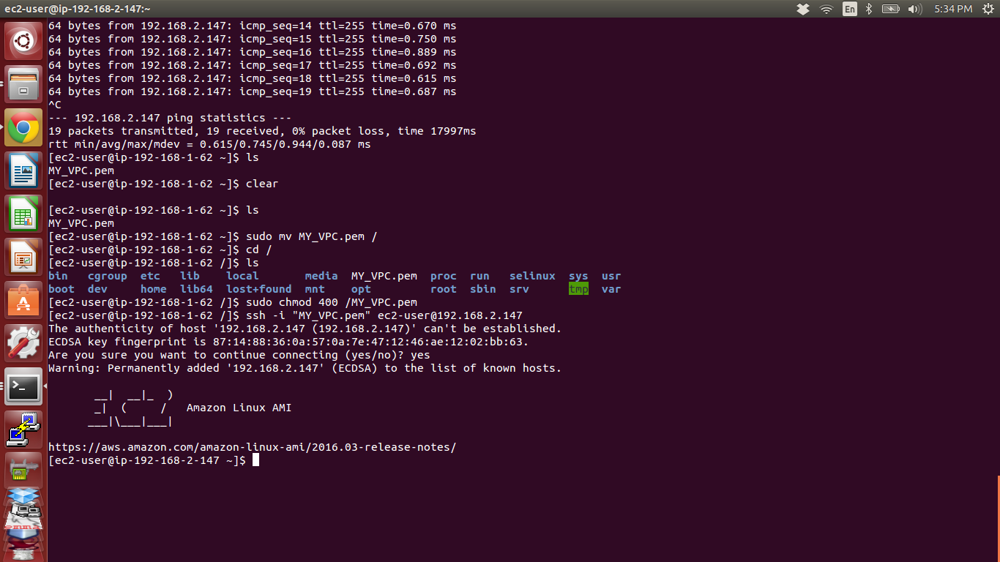 ec2-user@ip-192-168-2-147:~ En 5:34 PM
64 bytes from 192.168.2.147: icmp_seq=14 ttl=255 time=0.670 ms
64 bytes from 192.168.2.147: icmp_seq=15 ttl=255 time=0.750 ms
64 bytes from 192.168.2.147: icmp_seq=16 ttl=255 time=0.889 ms
64 bytes from 192.168.2.147: icmp_seq=17 ttl=255 time=0.692 ms
64 bytes from 192.168.2.147: icmp_seq=18 ttl=255 time=0.615 ms
64 bytes from 192.168.2.147: icmp_seq=19 ttl=255 time=0.687 ms
^C
--- 192.168.2.147 ping statistics ---
19 packets transmitted, 19 received, 0% packet loss, time 17997ms
rtt min/avg/max/mdev = 0.615/0.745/0.944/0.087 ms
[ec2-user@ip-192-168-1-62 ~]$ ls
MY_VPC.pem
[ec2-user@ip-192-168-1-62 ~]$ clear

[ec2-user@ip-192-168-1-62 ~]$ ls
MY_VPC.pem
[ec2-user@ip-192-168-1-62 ~]$ sudo mv MY_VPC.pem /
[ec2-user@ip-192-168-1-62 ~]$ cd /
[ec2-user@ip-192-168-1-62 /]$ ls
bin   cgroup  etc   lib    local       media  MY_VPC.pem  proc  run   selinux  sys  usr
boot  dev     home  lib64  lost+found  mnt    opt         root  sbin  srv      tmp  var
[ec2-user@ip-192-168-1-62 /]$ sudo chmod 400 /MY_VPC.pem
[ec2-user@ip-192-168-1-62 /]$ ssh -i "MY_VPC.pem" ec2-user@192.168.2.147
The authenticity of host '192.168.2.147 (192.168.2.147)' can't be established.
ECDSA key fingerprint is 87:14:88:36:0a:57:0a:7e:47:12:46:ae:12:02:bb:63.
Are you sure you want to continue connecting (yes/no)? yes
Warning: Permanently added '192.168.2.147' (ECDSA) to the list of known hosts.

       __|  __|_  )
       _|  (     /   Amazon Linux AMI
      ___|\___|___|

https://aws.amazon.com/amazon-linux-ami/2016.03-release-notes/
[ec2-user@ip-192-168-2-147 ~]$